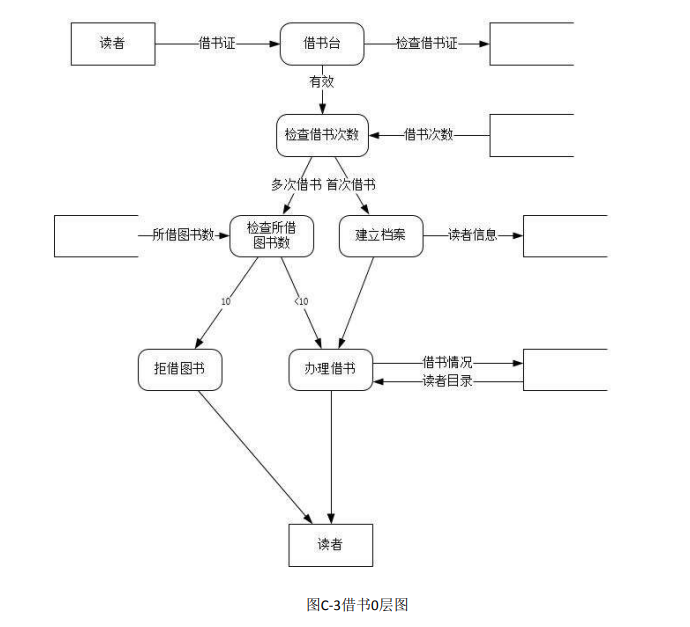 读者
借书证
借书台
检查借书证
有效
检查借书次数
借书次数
多次借书
首次借书
所借图书数
检查所借
图书数
建立档案
读者信息
10
<10
拒借图书
办理借书
借书情况
读者目录
读者
图C-3借书0层图